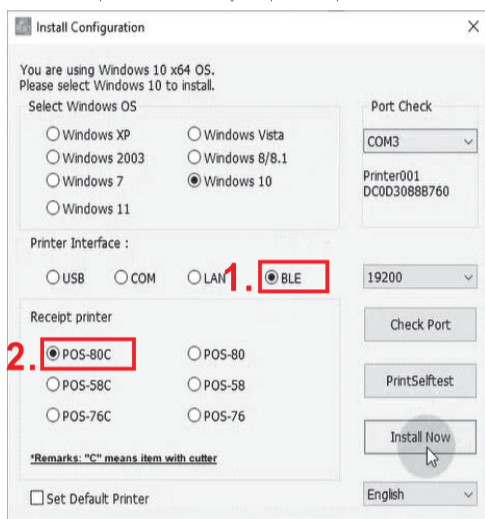 Install Configuration
You are using Windows 10 x64 OS.
Please select Windows 10 to install.
Select Windows OS
Windows XP
Windows Vista
Windows 2003
Windows 8/8.1
Windows 7
Windows 10
Windows 11
Port Check
COM3
Printer001
DC0D3088B760
Printer Interface :
USB
COM
LAN
1.
BLE
19200
Receipt printer
2.
POS-80C
POS-80
POS-58C
POS-58
POS-76C
POS-76
*Remarks: "C" means item with cutter
Check Port
PrintSelftest
Install Now
Set Default Printer
English